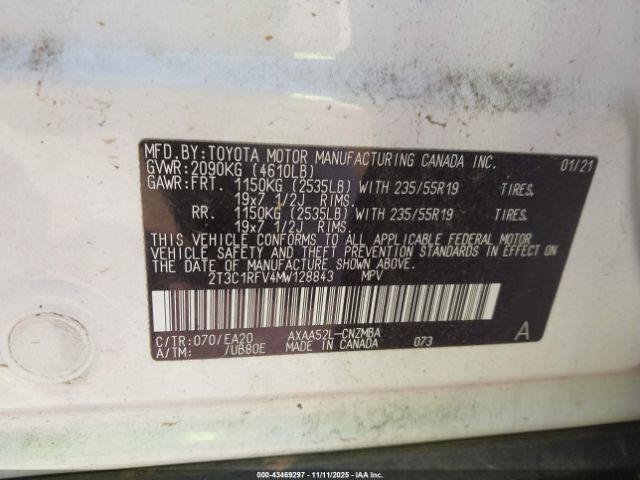 MFD. BY: TOYOTA MOTOR MANUFACTURING CANADA INC. 01/21
GVWR: 2090KG (4610LB)
GAWR: FRT. 1150KG (2535LB) WITH 235/55R19 TIRES.
19x7 1/2J RIMS.
RR. 1150KG (2535LB) WITH 235/55R19 TIRES.
19x7 1/2J RIMS.
THIS VEHICLE CONFORMS TO ALL APPLICABLE FEDERAL MOTOR
VEHICLE SAFETY AND THEFT PREVENTION STANDARDS IN EFFECT
ON THE DATE OF MANUFACTURE SHOWN ABOVE.
2T3C1RFV4MW128843 MPV
C/TR: 070/EA20 AXAA52L-CNZMBA A
A/TM: /UB80E MADE IN CANADA 073
000-43469297 - 11/11/2025 - IAAI.com